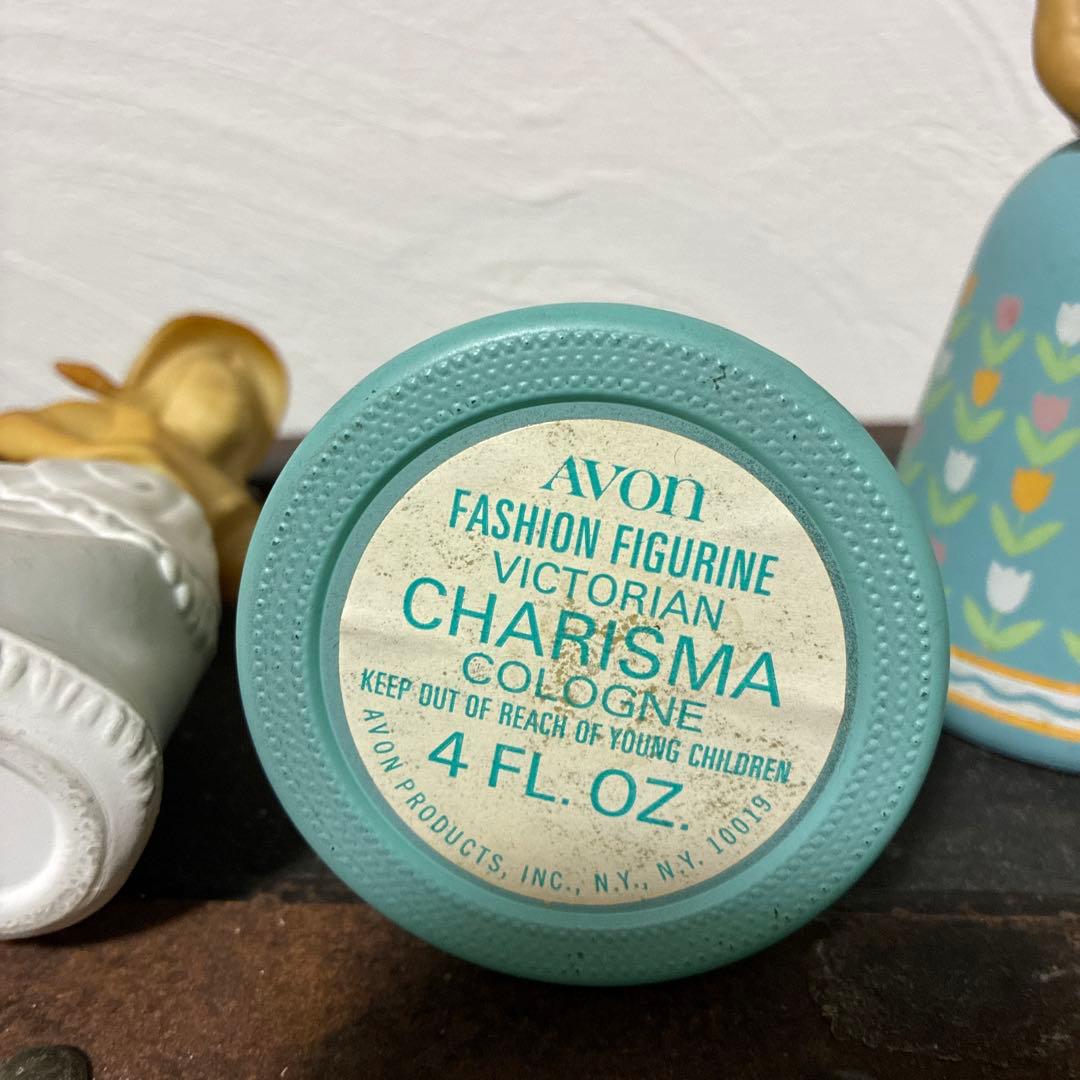 AVON
FASHION FIGURINE
VICTORIAN
CHARISMA
COLOGNE
KEEP OUT OF REACH OF YOUNG CHILDREN
4 FL. OZ.
AVON PRODUCTS, INC., N.Y., N.Y. 10019